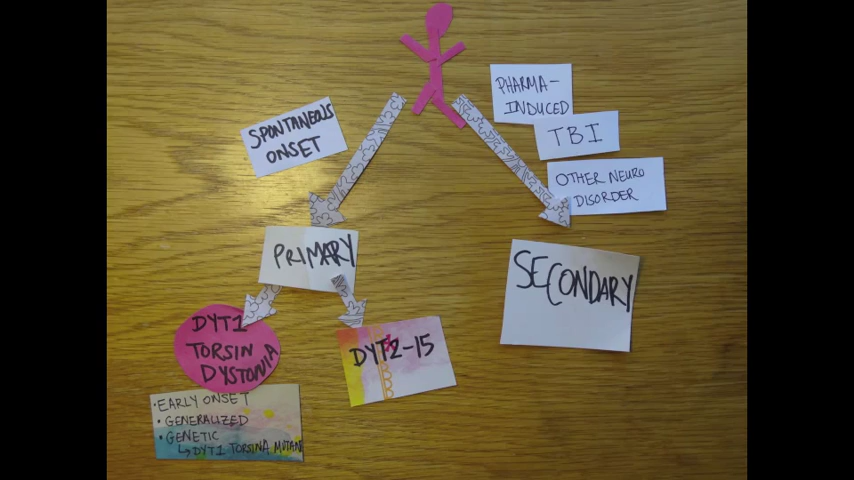 SPONTANEOUS
ONSET
PHARMA-
INDUCED
TBI
OTHER NEURO
DISORDER
PRIMARY
SECONDARY
DYT1
TORSIN
DYSTONIA
DYT2-15
• EARLY ONSET
• GENERALIZED
• GENETIC
↳ DYT1 TORSINA MUTAN